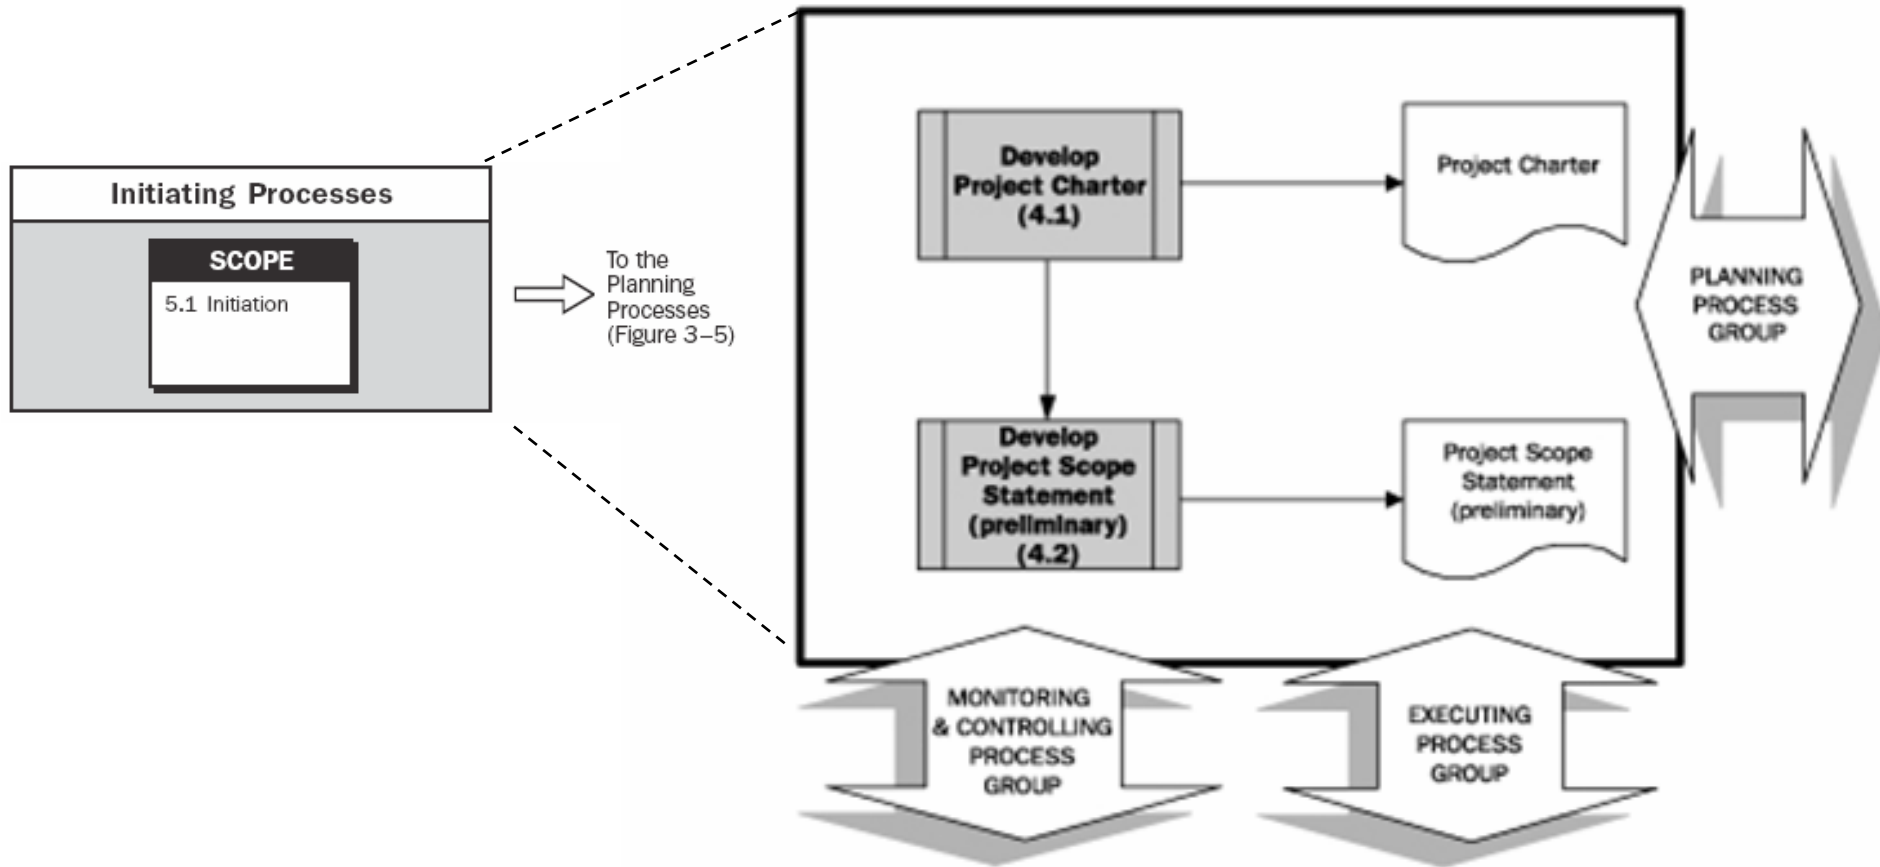 Initiating Processes
SCOPE
5.1 Initiation
To the
Planning
Processes
(Figure 3–5)
Develop
Project Charter
(4.1)
Project Charter
Develop
Project Scope
Statement
(preliminary)
(4.2)
Project Scope
Statement
(preliminary)
PLANNING
PROCESS
GROUP
MONITORING
& CONTROLLING
PROCESS
GROUP
EXECUTING
PROCESS
GROUP